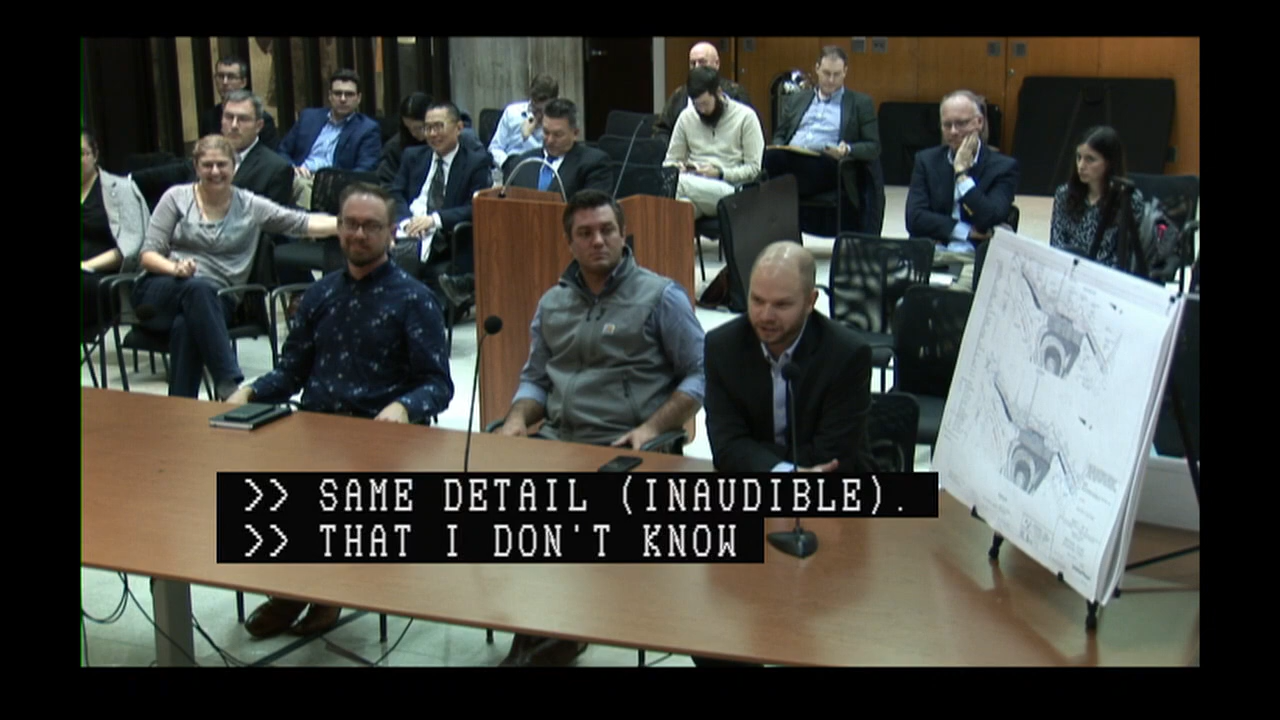 >> SAME DETAIL (INAUDIBLE).
>> THAT I DON'T KNOW